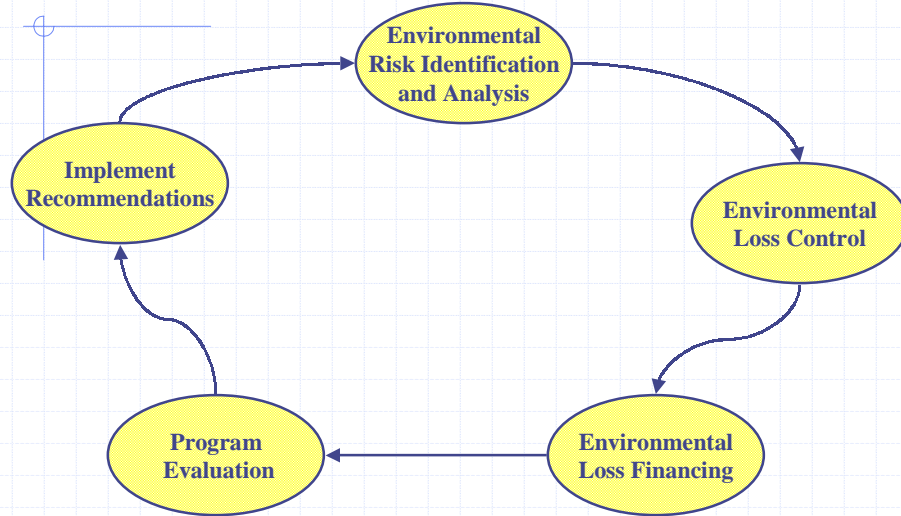 Environmental
Risk Identification
and Analysis
Implement
Recommendations
Environmental
Loss Control
Program
Evaluation
Environmental
Loss Financing